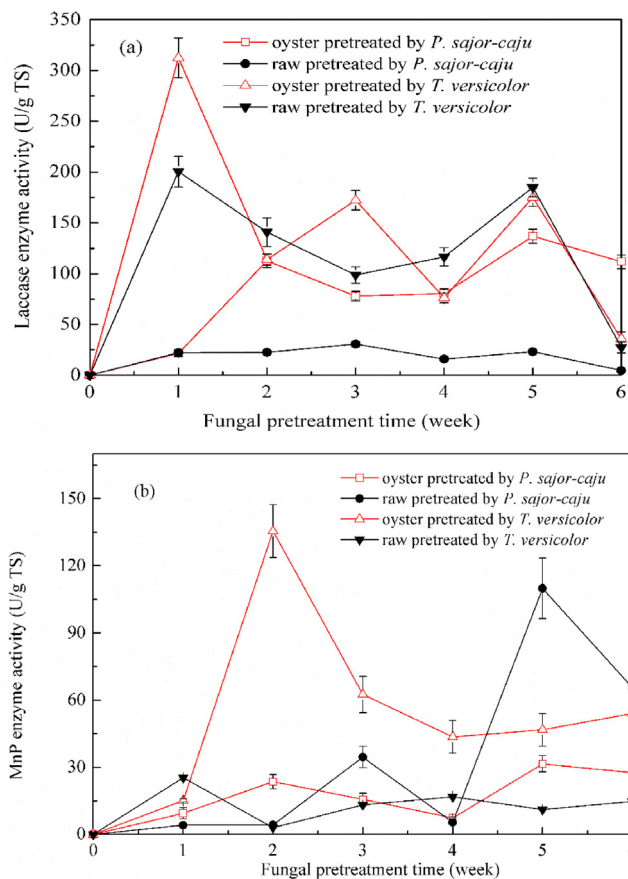 (a)
oyster pretreated by P. sajor-caju
raw pretreated by P. sajor-caju
oyster pretreated by T. versicolor
raw pretreated by T. versicolor
Laccase enzyme activity (U/g TS)
350
300
250
200
150
100
50
0
0 1 2 3 4 5 6
Fungal pretreatment time (week)
(b)
oyster pretreated by P. sajor-caju
raw pretreated by P. sajor-caju
oyster pretreated by T. versicolor
raw pretreated by T. versicolor
MnP enzyme activity (U/g TS)
150
120
90
60
30
0
0 1 2 3 4 5
Fungal pretreatment time (week)